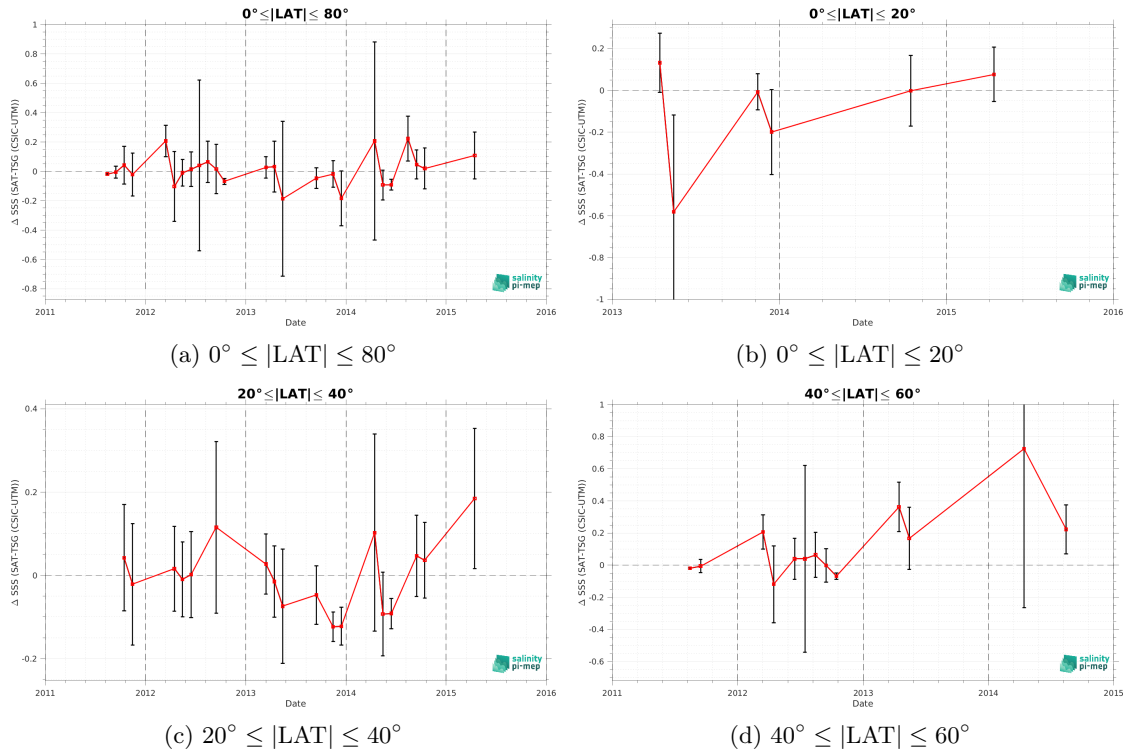 0°≤|LAT|≤ 80°
Δ SSS (SAT-TSG (CSIC-UTM))
1
0.8
0.6
0.4
0.2
0
-0.2
-0.4
-0.6
-0.8
2011 2012 2013 2014 2015 2016
Date
salinity
pi-mep
(a) 0° ≤ |LAT| ≤ 80°
0°≤|LAT|≤ 20°
Δ SSS (SAT-TSG (CSIC-UTM))
0.2
0
-0.2
-0.4
-0.6
-0.8
-1
2013 2014 2015 2016
Date
salinity
pi-mep
(b) 0° ≤ |LAT| ≤ 20°
20°≤|LAT|≤ 40°
Δ SSS (SAT-TSG (CSIC-UTM))
0.4
0.2
0
-0.2
2011 2012 2013 2014 2015 2016
Date
salinity
pi-mep
(c) 20° ≤ |LAT| ≤ 40°
40°≤|LAT|≤ 60°
Δ SSS (SAT-TSG (CSIC-UTM))
1
0.8
0.6
0.4
0.2
0
-0.2
-0.4
-0.6
2011 2012 2013 2014 2015
Date
salinity
pi-mep
(d) 40° ≤ |LAT| ≤ 60°